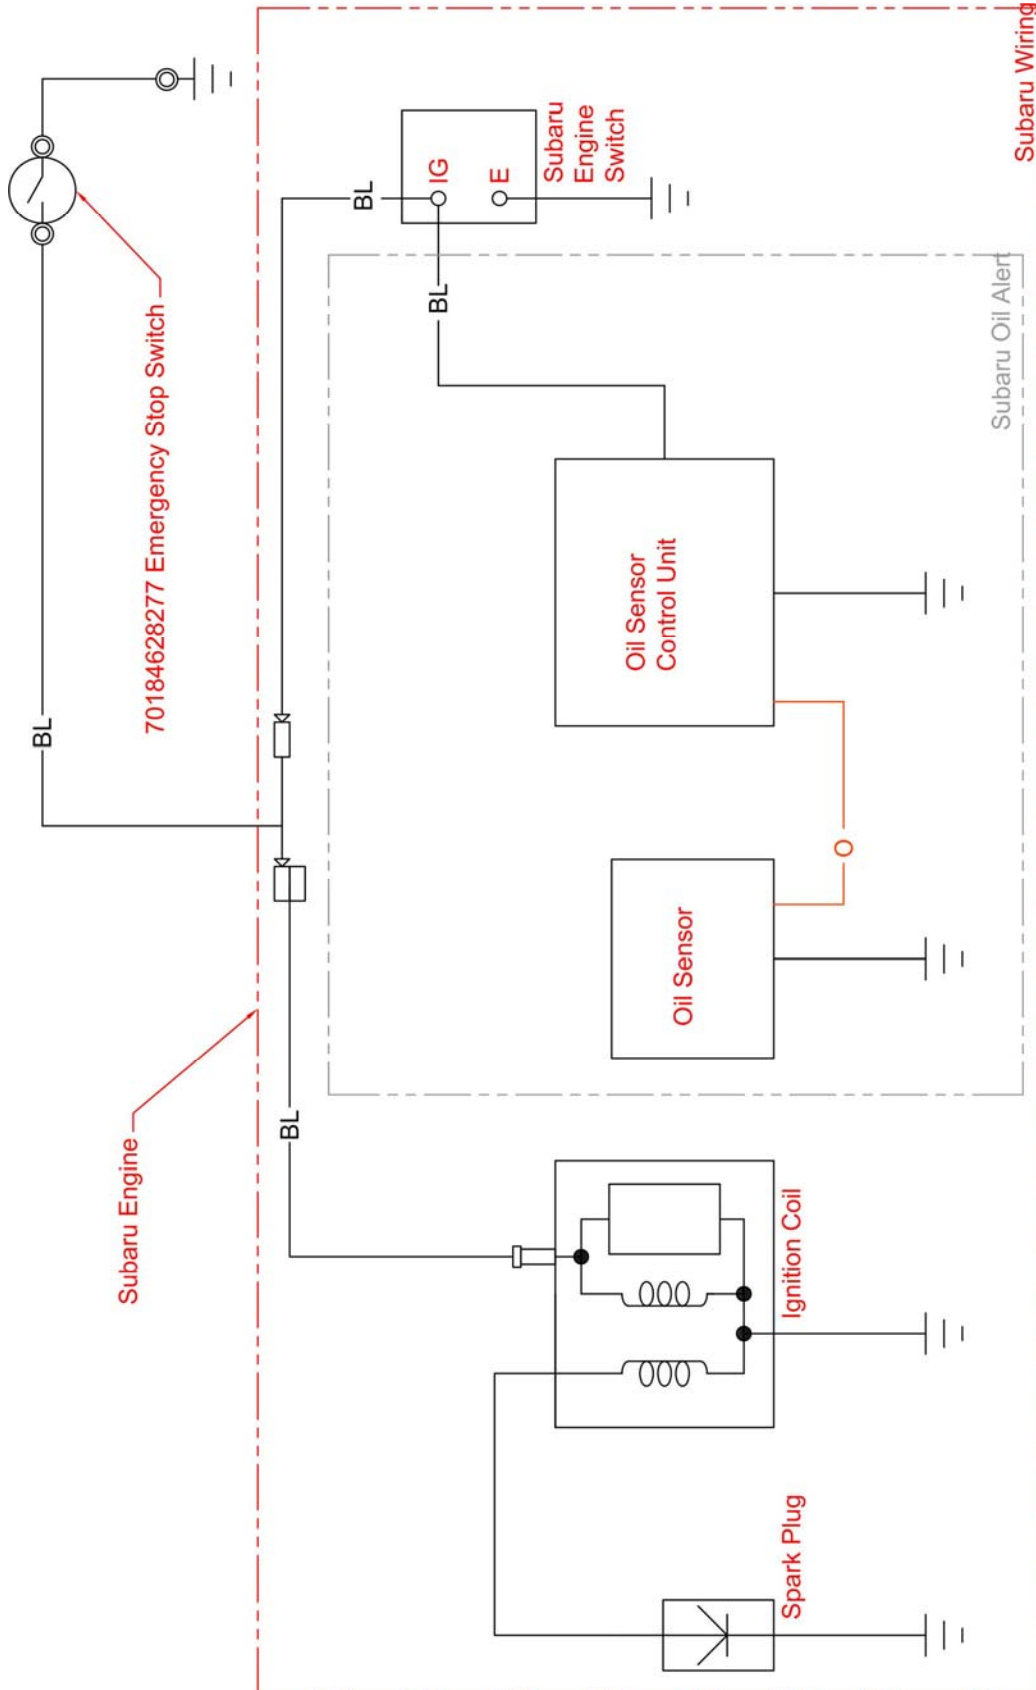 Subaru Engine
70184628277 Emergency Stop Switch
BL
BL
BL
IG
E
Subaru
Engine
Switch
BL
Subaru Oil Alert
Oil Sensor
Control Unit
Oil Sensor
O
Ignition Coil
Spark Plug
Subaru Wiring